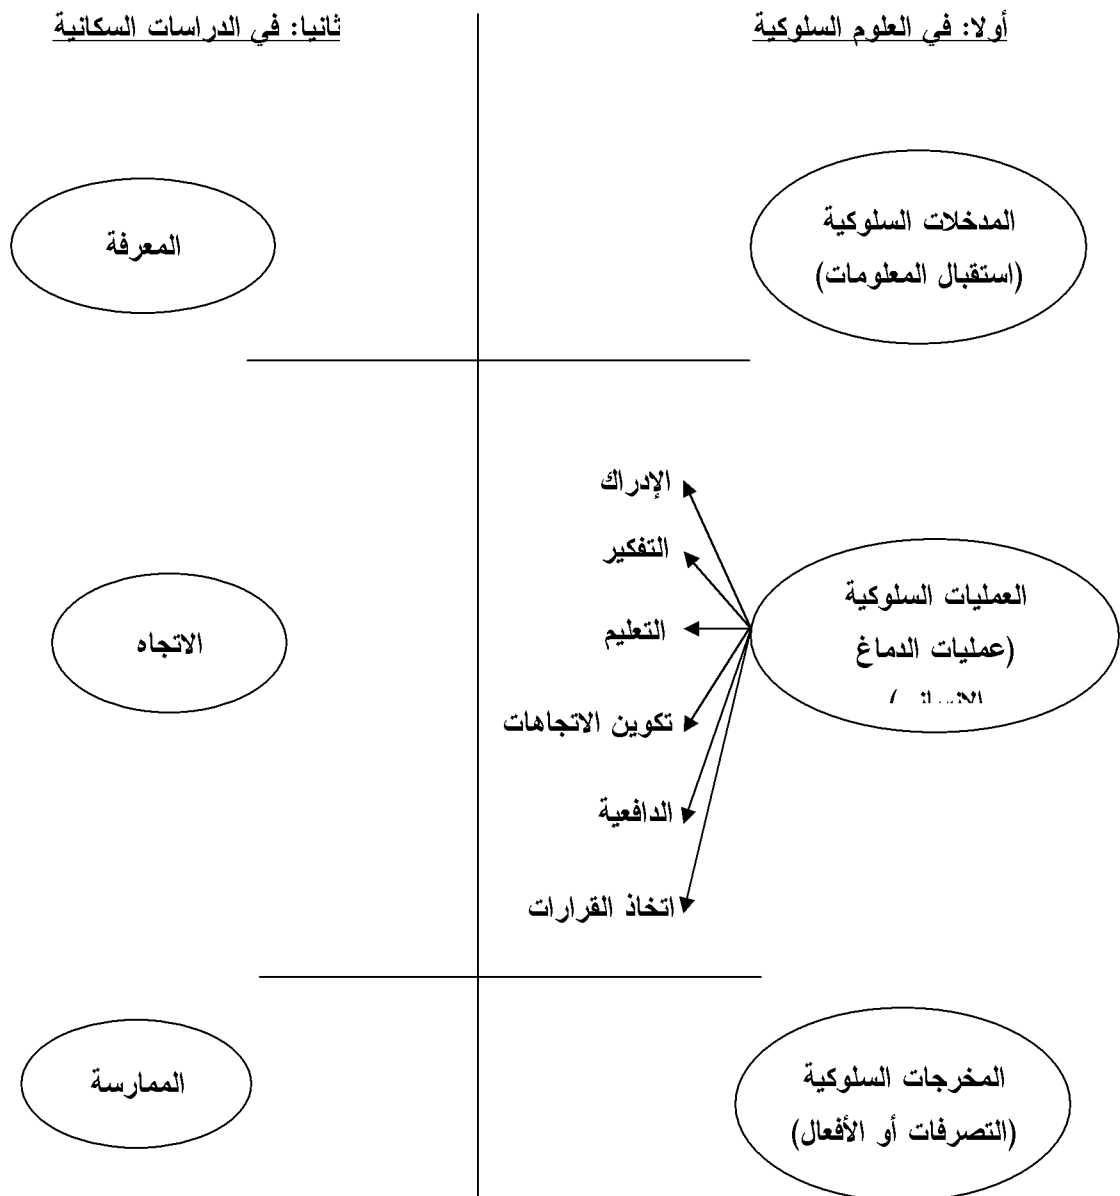 أولا: في العلوم السلوكية
ثانيا: في الدراسات السكانية
المدخلات السلوكية
(استقبال المعلومات)
المعرفة
الإدراك
التفكير
التعليم
تكوين الاتجاهات
الدافعية
اتخاذ القرارات
العمليات السلوكية
(عمليات الدماغ
الاتجاه
المخرجات السلوكية
(التصرفات أو الأفعال)
الممارسة